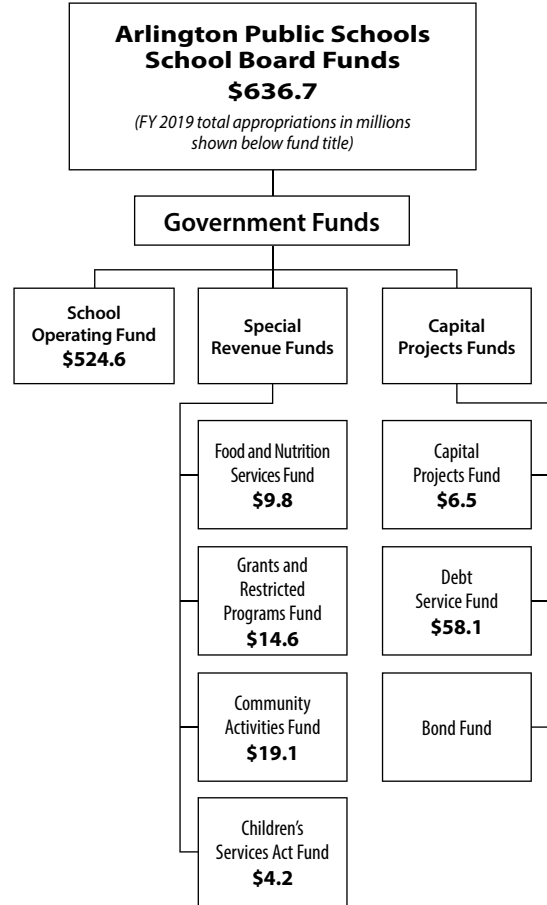 Arlington Public Schools
School Board Funds
$636.7
(FY 2019 total appropriations in millions
shown below fund title)
Government Funds
School
Operating Fund
$524.6
Special
Revenue Funds
Capital
Projects Funds
Food and Nutrition
Services Fund
$9.8
Capital
Projects Fund
$6.5
Grants and
Restricted
Programs Fund
$14.6
Debt
Service Fund
$58.1
Community
Activities Fund
$19.1
Bond Fund
Children’s
Services Act Fund
$4.2